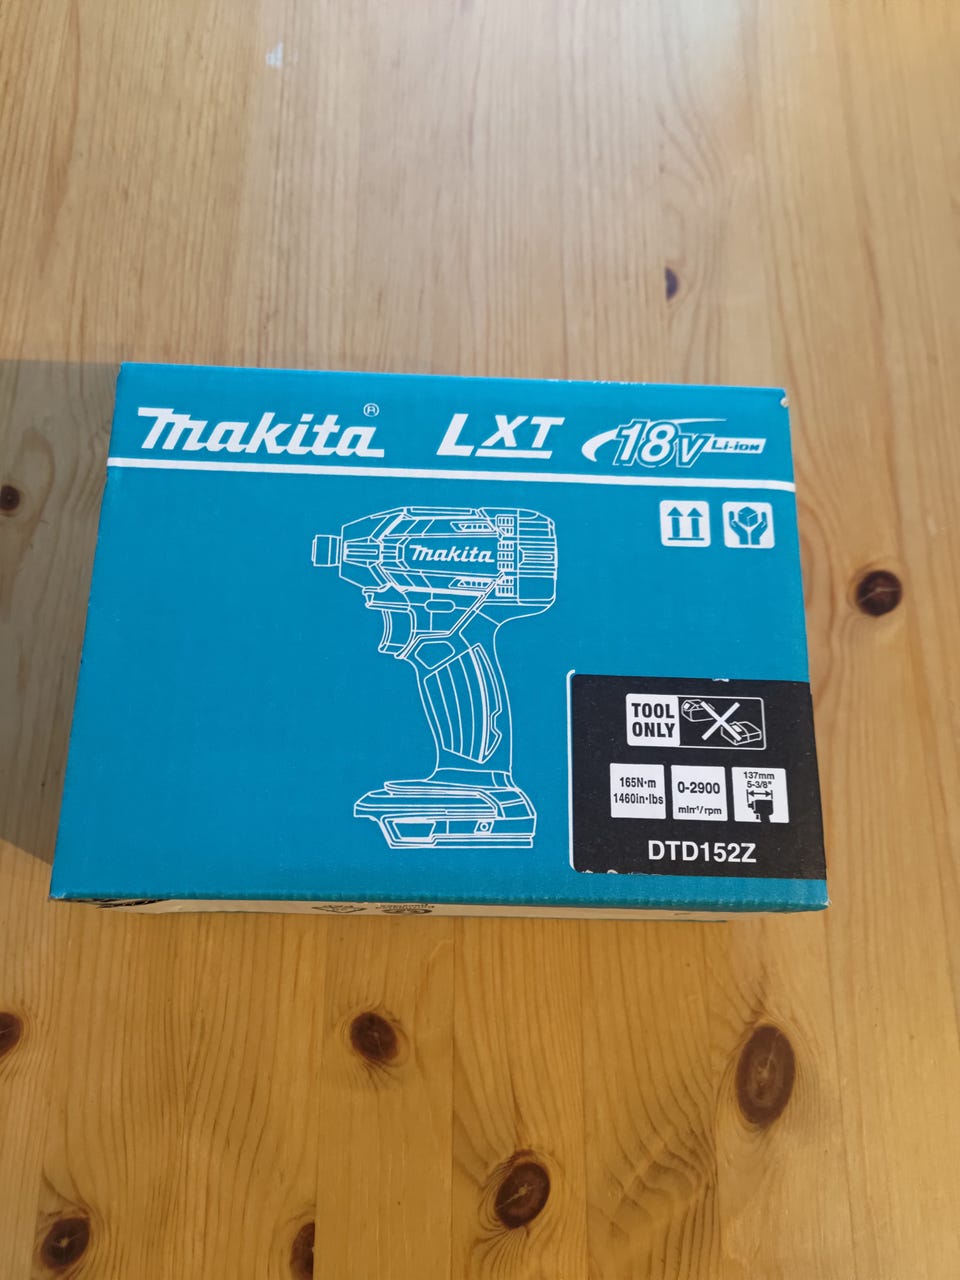 makita®
LXT
18V Li-ion
makita
TOOL
ONLY
165N·m
1460in·lbs
0-2900
min⁻¹/rpm
137mm
5-3/8"
DTD152Z